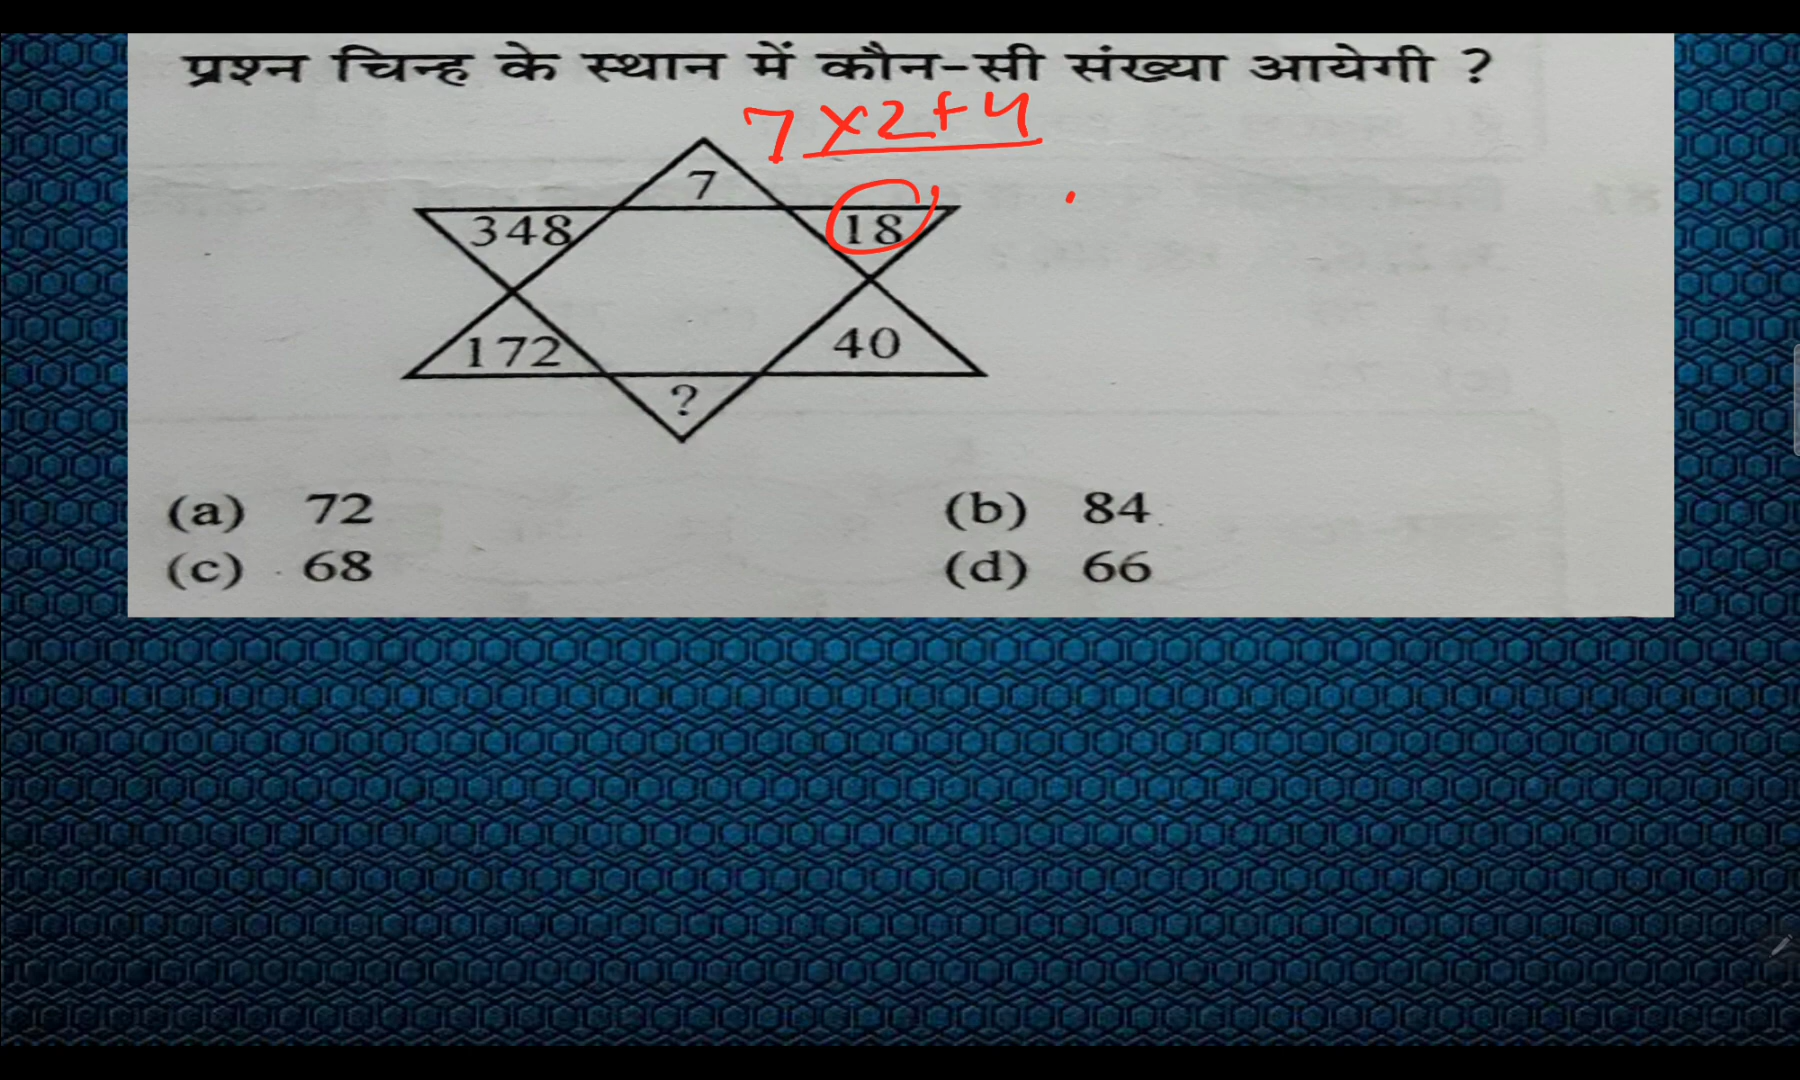 प्रश्न चिन्ह के स्थान में कौन-सी संख्या आयेगी ?
7 x 2 + 4
7
348
18
172
40
?
(a) 72 (b) 84
(c) 68 (d) 66